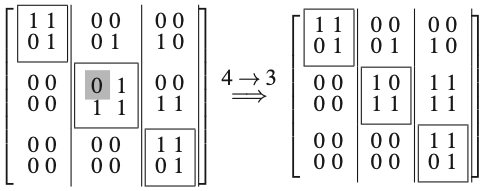 1 1 0 0 0 0 1 1 0 0 0 0
0 1 0 1 1 0 0 1 0 1 1 0
0 0 0 1 0 0 4 → 3 0 0 1 0 1 1
0 0 1 1 1 1 ⟹ 0 0 1 1 1 1
0 0 0 0 1 1 0 0 0 0 1 1
0 0 0 0 0 1 0 0 0 0 0 1